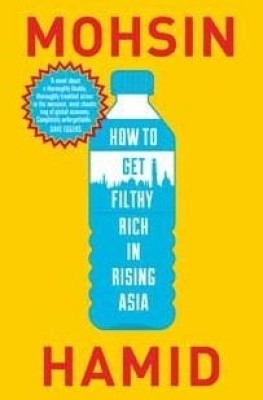 MOHSIN
"A novel about
a thoroughly likable,
thoroughly troubled striver
in the messiest, most chaotic
ring of global economy.
Completely unforgettable.
DAVE EGGERS
HOW TO
GET
FILTHY
RICH
IN
RISING
ASIA
HAMID